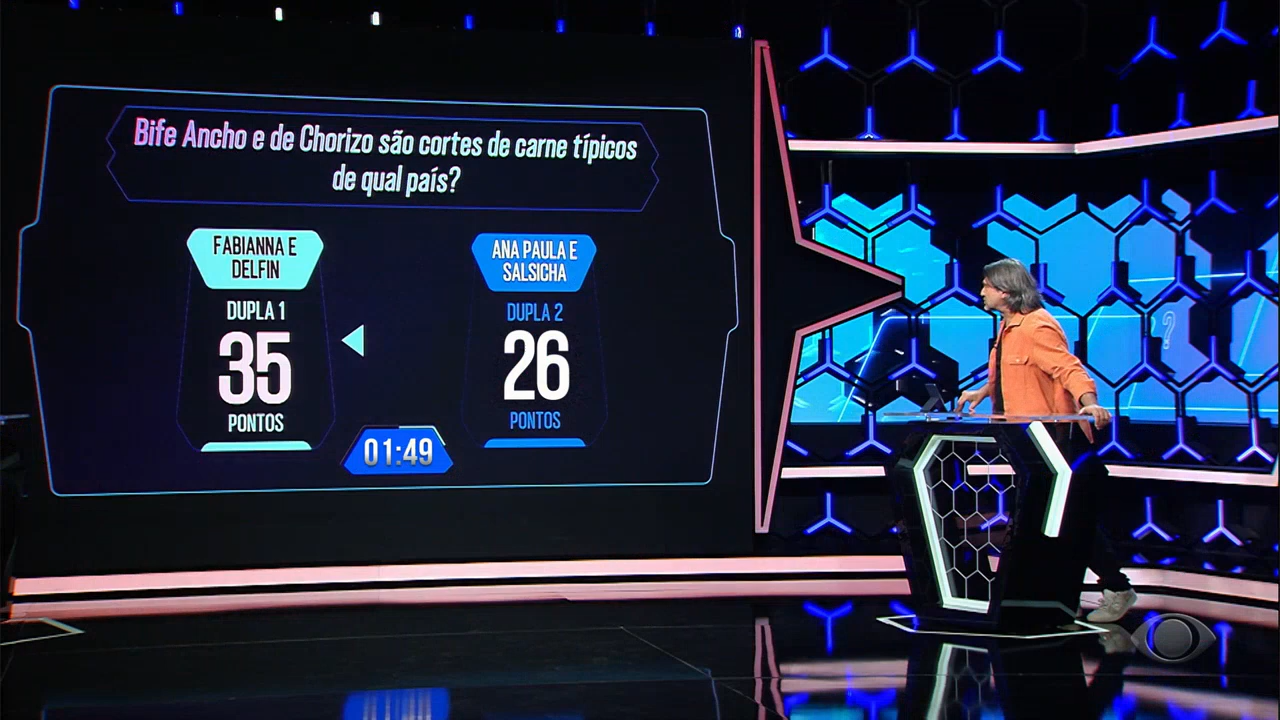 Bife Ancho e de Chorizo são cortes de carne típicos
de qual país?
FABIANNA E
DELFIN
DUPLA 1
35
PONTOS
ANA PAULA E
SALSICHA
DUPLA 2
26
PONTOS
01:49
?